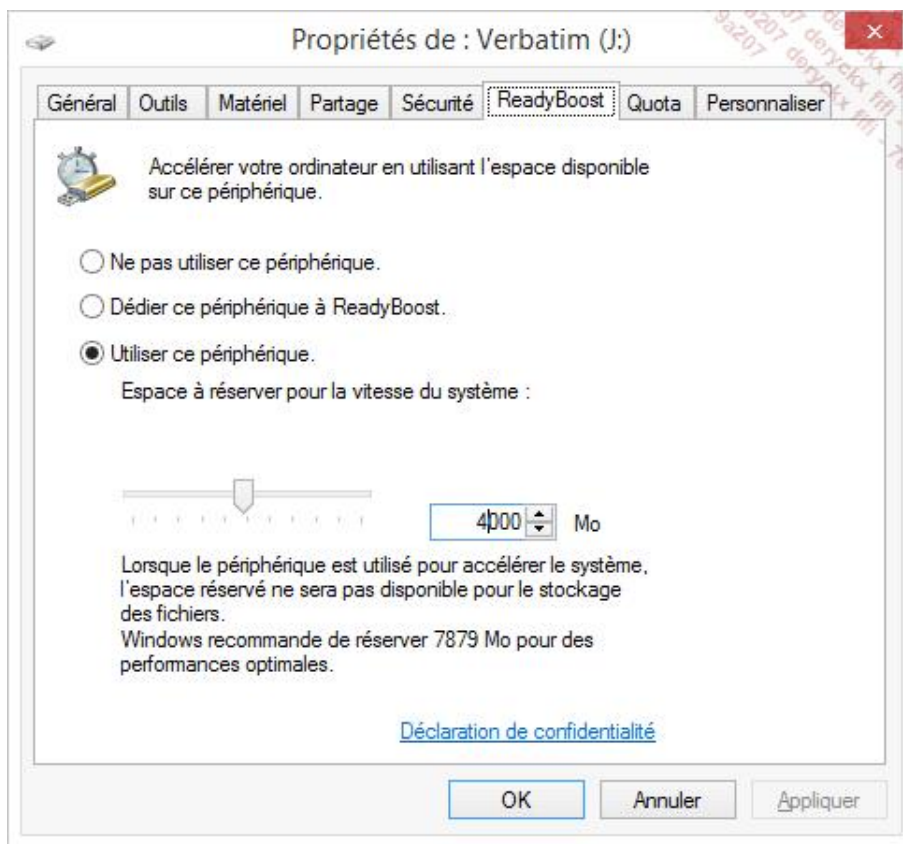 Propriétés de : Verbatim (J:)
Général Outils Matériel Partage Sécurité ReadyBoost Quota Personnaliser
Accélérer votre ordinateur en utilisant l'espace disponible
sur ce périphérique.
Ne pas utiliser ce périphérique.
Dédier ce périphérique à ReadyBoost.
Utiliser ce périphérique.
Espace à réserver pour la vitesse du système :
4000 Mo
Lorsque le périphérique est utilisé pour accélérer le système,
l'espace réservé ne sera pas disponible pour le stockage
des fichiers.
Windows recommande de réserver 7879 Mo pour des
performances optimales.
Déclaration de confidentialité
OK Annuler Appliquer